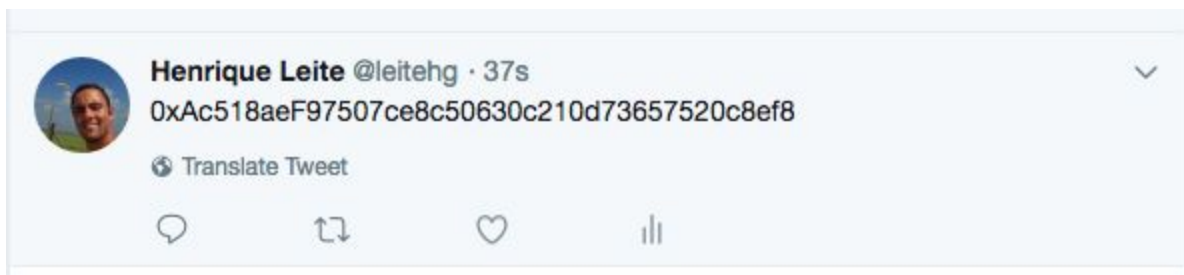 Henrique Leite @leitehg · 37s
0xAc518aeF97507ce8c50630c210d73657520c8ef8
Translate Tweet